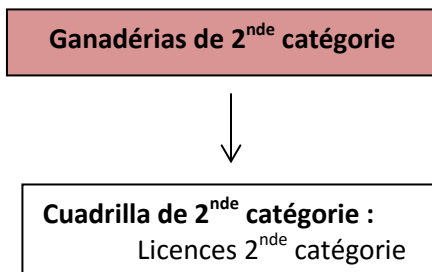 Ganadérias de 2nde catégorie
Cuadrilla de 2nde catégorie :
Licences 2nde catégorie